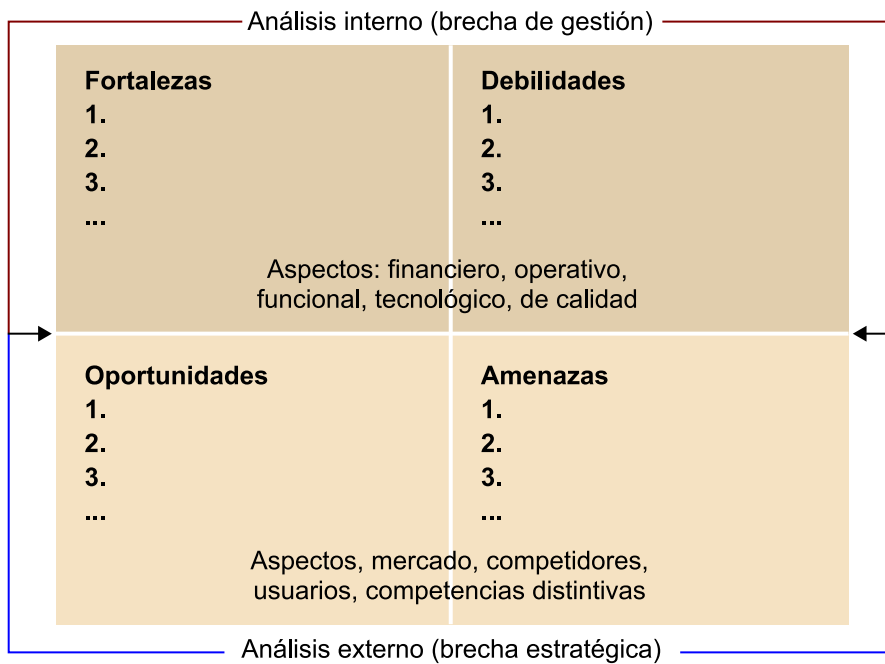 Análisis interno (brecha de gestión)
Fortalezas
1.
2.
3.
...
Debilidades
1.
2.
3.
...
Aspectos: financiero, operativo,
funcional, tecnológico, de calidad
Oportunidades
1.
2.
3.
...
Amenazas
1.
2.
3.
...
Aspectos, mercado, competidores,
usuarios, competencias distintivas
Análisis externo (brecha estratégica)